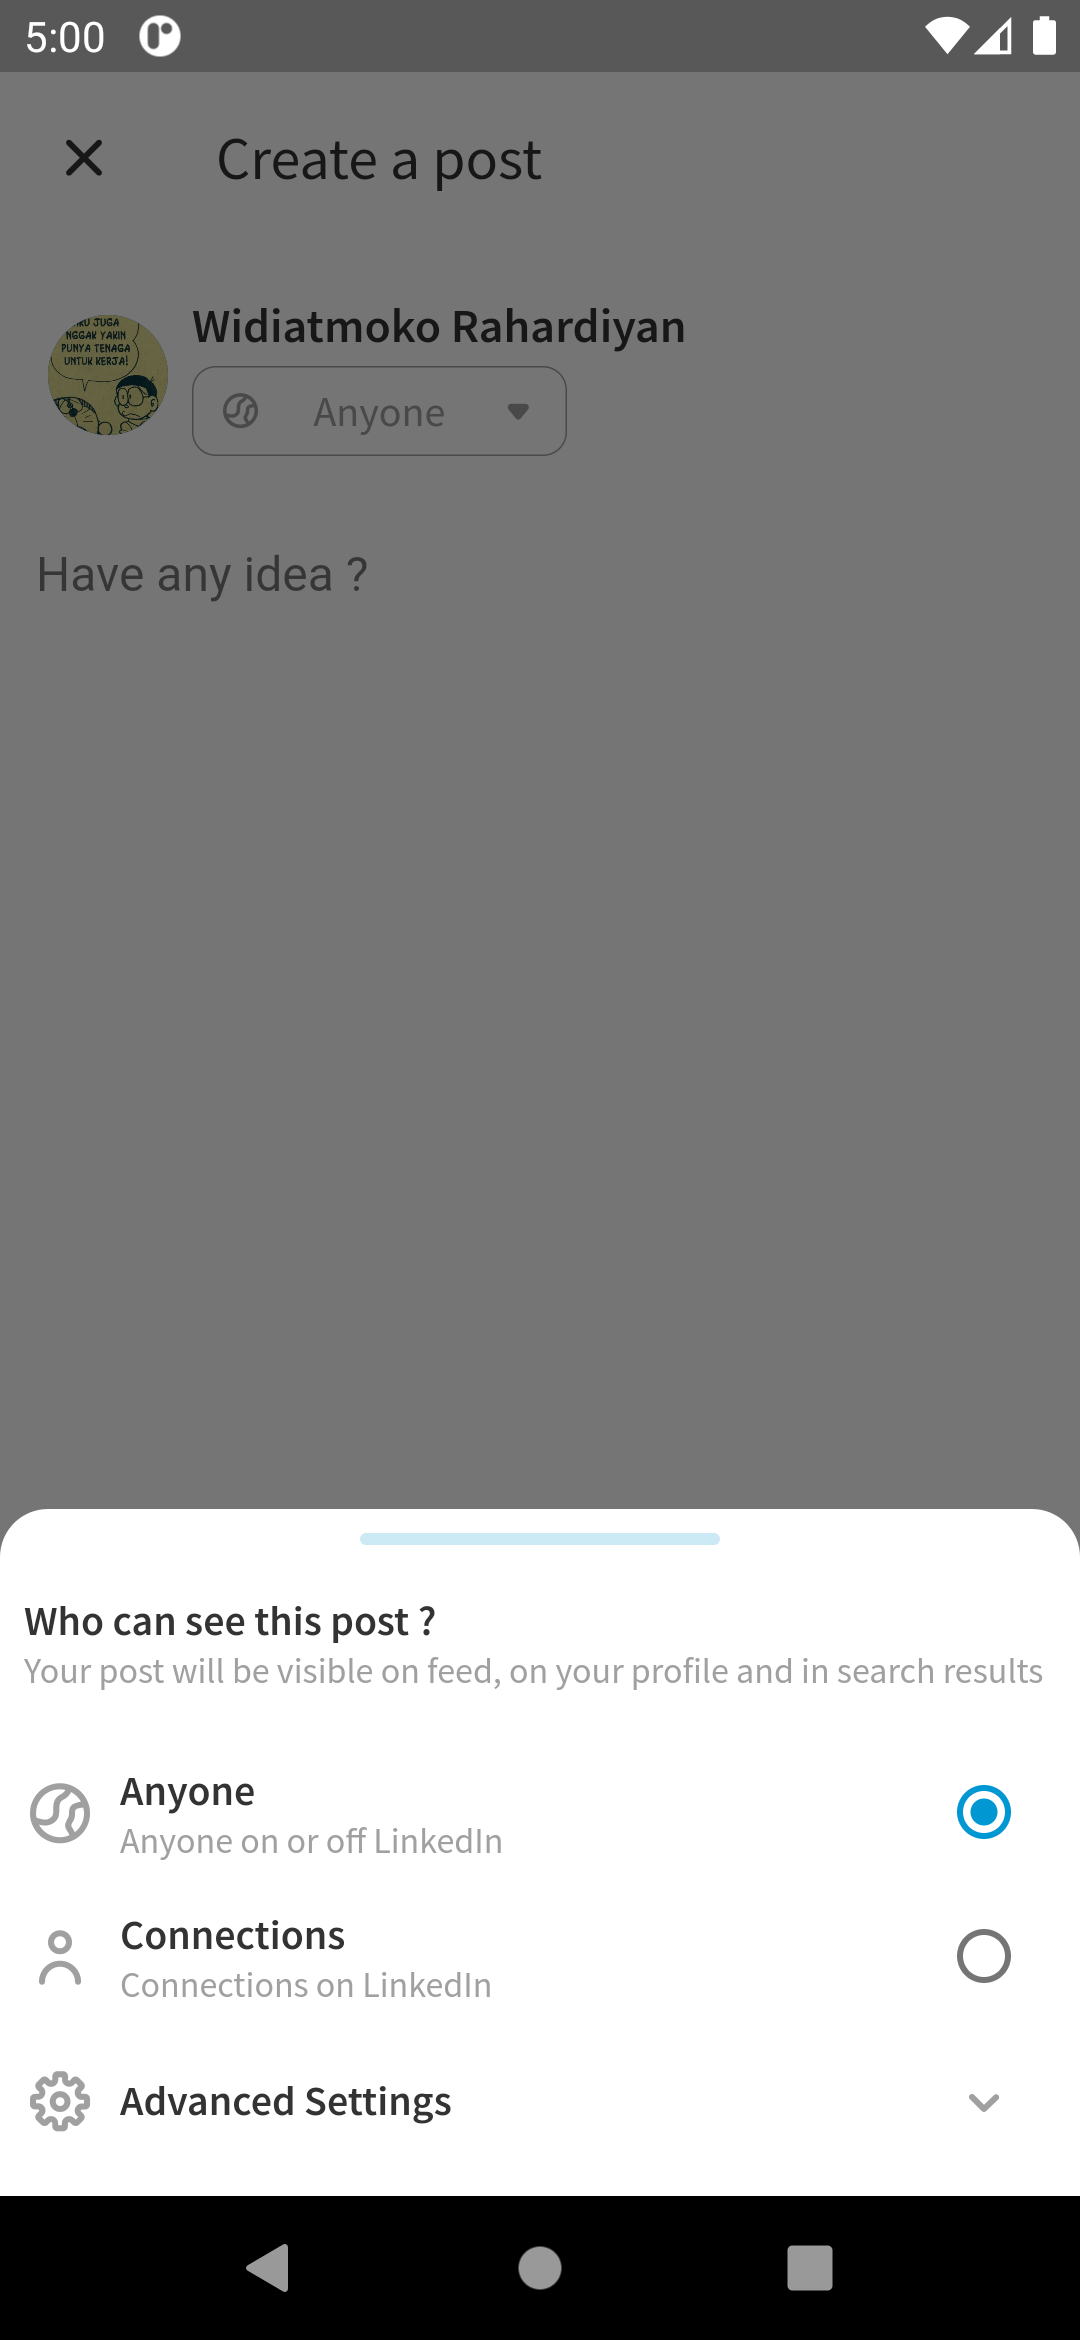 5:00
Create a post
AKU JUGA
NGGAK YAKIN
PUNYA TENAGA
UNTUK KERJA!
Widiatmoko Rahardiyan
Anyone
Have any idea ?
Who can see this post ?
Your post will be visible on feed, on your profile and in search results
Anyone
Anyone on or off LinkedIn
Connections
Connections on LinkedIn
Advanced Settings